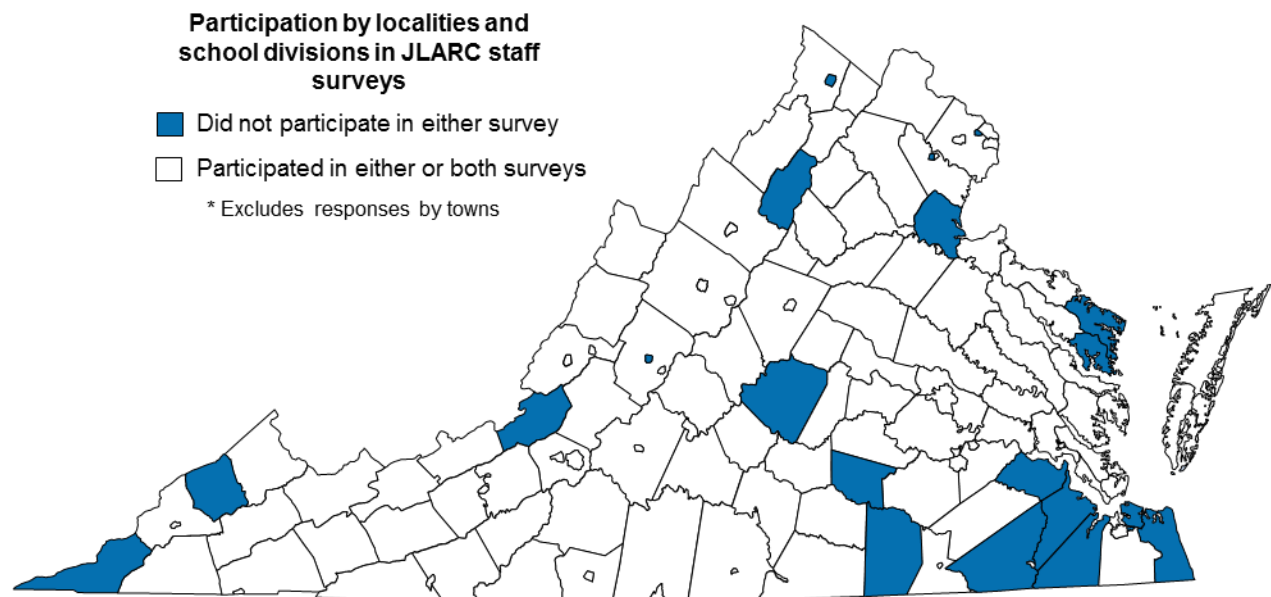 Participation by localities and
school divisions in JLARC staff
surveys
Did not participate in either survey
Participated in either or both surveys
* Excludes responses by towns